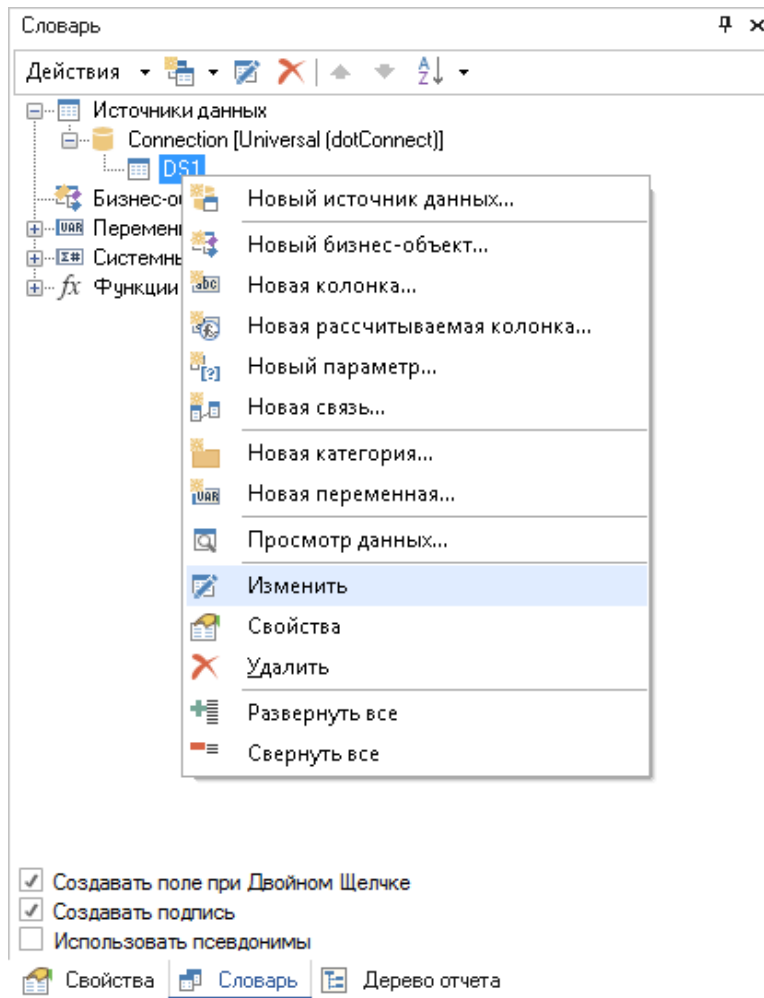 Словарь
Действия
Источники данных
Connection [Universal (dotConnect)]
DS1
Новый источник данных...
Бизнес-о
Новый бизнес-объект...
Перемен
Системны
Новая колонка...
Функции
Новая рассчитываемая колонка...
Новый параметр...
Новая связь...
Новая категория...
Новая переменная...
Просмотр данных...
Изменить
Свойства
Удалить
Развернуть все
Свернуть все
Создавать поле при Двойном Щелчке
Создавать подпись
Использовать псевдонимы
Свойства Словарь Дерево отчета